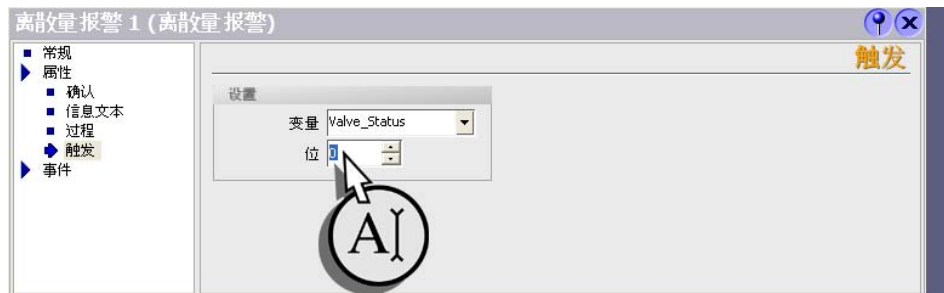 离散量报警 1 (离散量报警)
常规
属性
确认
信息文本
过程
触发
事件
触发
设置
变量 Valve_Status
位 0
A